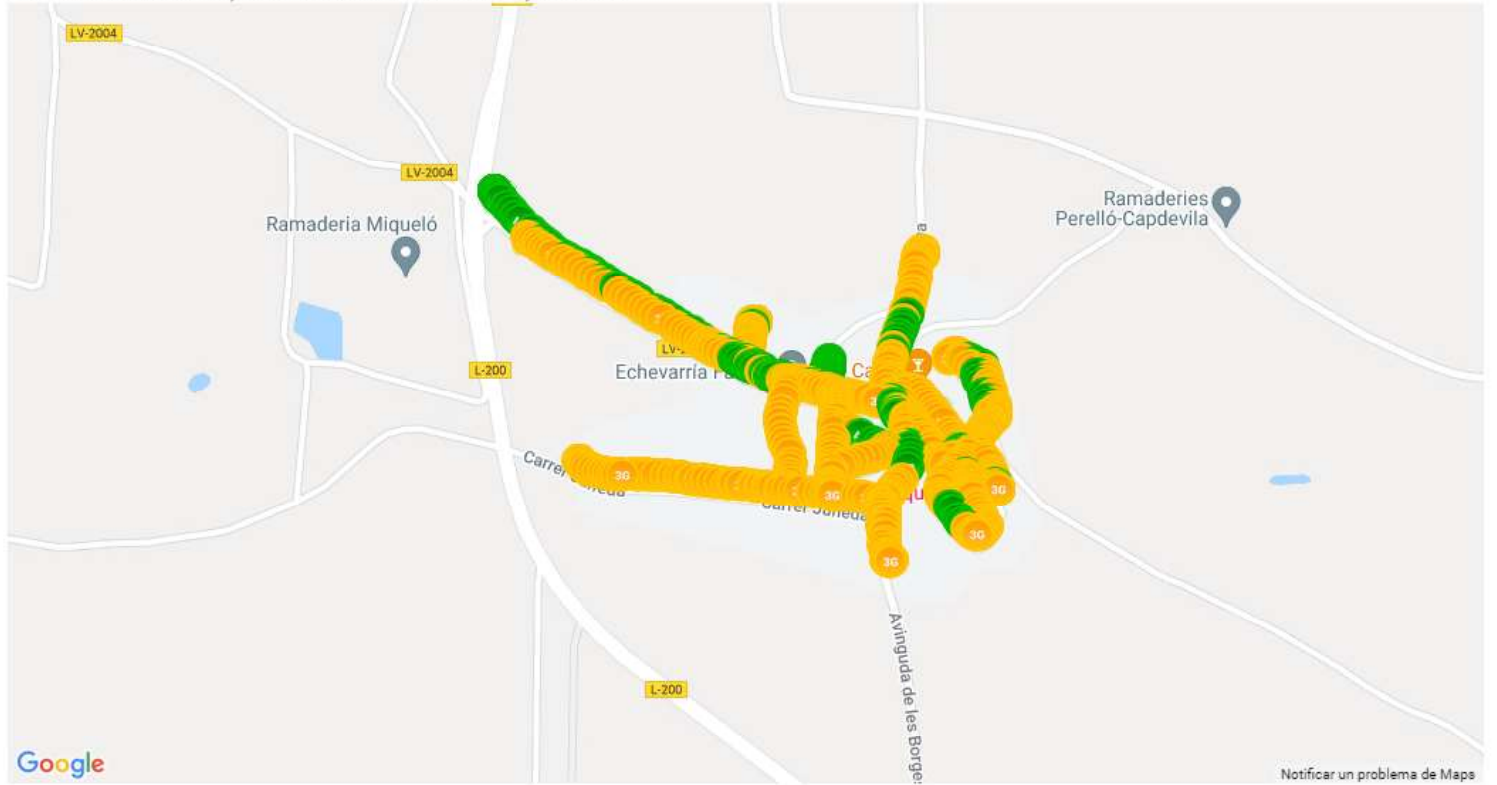 LV-2004
LV-2004
Ramaderia Miqueló
Ramaderies
Perelló-Capdevila
L-200
Echevarría
3G
3G
3G
3G
3G
Carrer Juneda
L-200
Avinguda de les Borges
Google
Notificar un problema de Maps